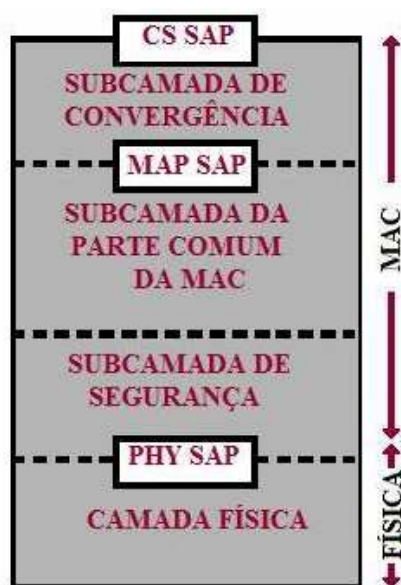 CS SAP
SUBCAMADA DE
CONVERGÊNCIA
MAP SAP
SUBCAMADA DA
PARTE COMUM
DA MAC
SUBCAMADA DE
SEGURANÇA
PHY SAP
CAMADA FÍSICA
MAC
FÍSICA